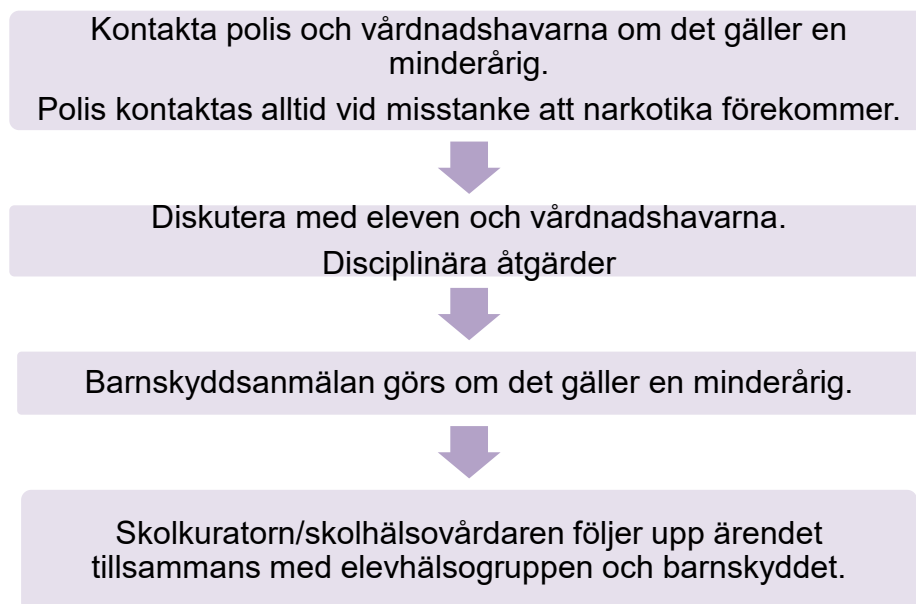 Kontakta polis och vårdnadshavarna om det gäller en
minderårig.
Polis kontaktas alltid vid misstanke att narkotika förekommer.
Diskutera med eleven och vårdnadshavarna.
Disciplinära åtgärder
Barnskyddsanmälan görs om det gäller en minderårig.
Skolkuratorn/skolhälsovårdaren följer upp ärendet
tillsammans med elevhälsogruppen och barnskyddet.